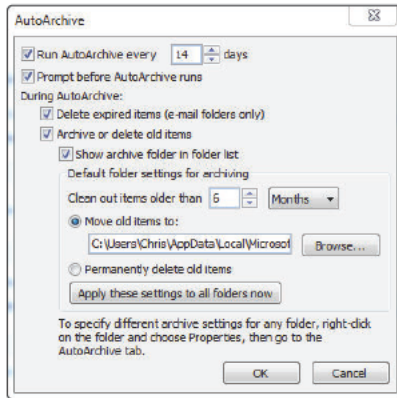 AutoArchive
Run AutoArchive every 14 days
Prompt before AutoArchive runs
During AutoArchive:
Delete expired items (e-mail folders only)
Archive or delete old items
Show archive folder in folder list
Default folder settings for archiving
Clean out items older than 6 Months
Move old items to:
C:\Users\Chris\AppData\Local\Microsof Browse...
Permanently delete old items
Apply these settings to all folders now
To specify different archive settings for any folder, right-click
on the folder and choose Properties, then go to the
AutoArchive tab.
OK Cancel